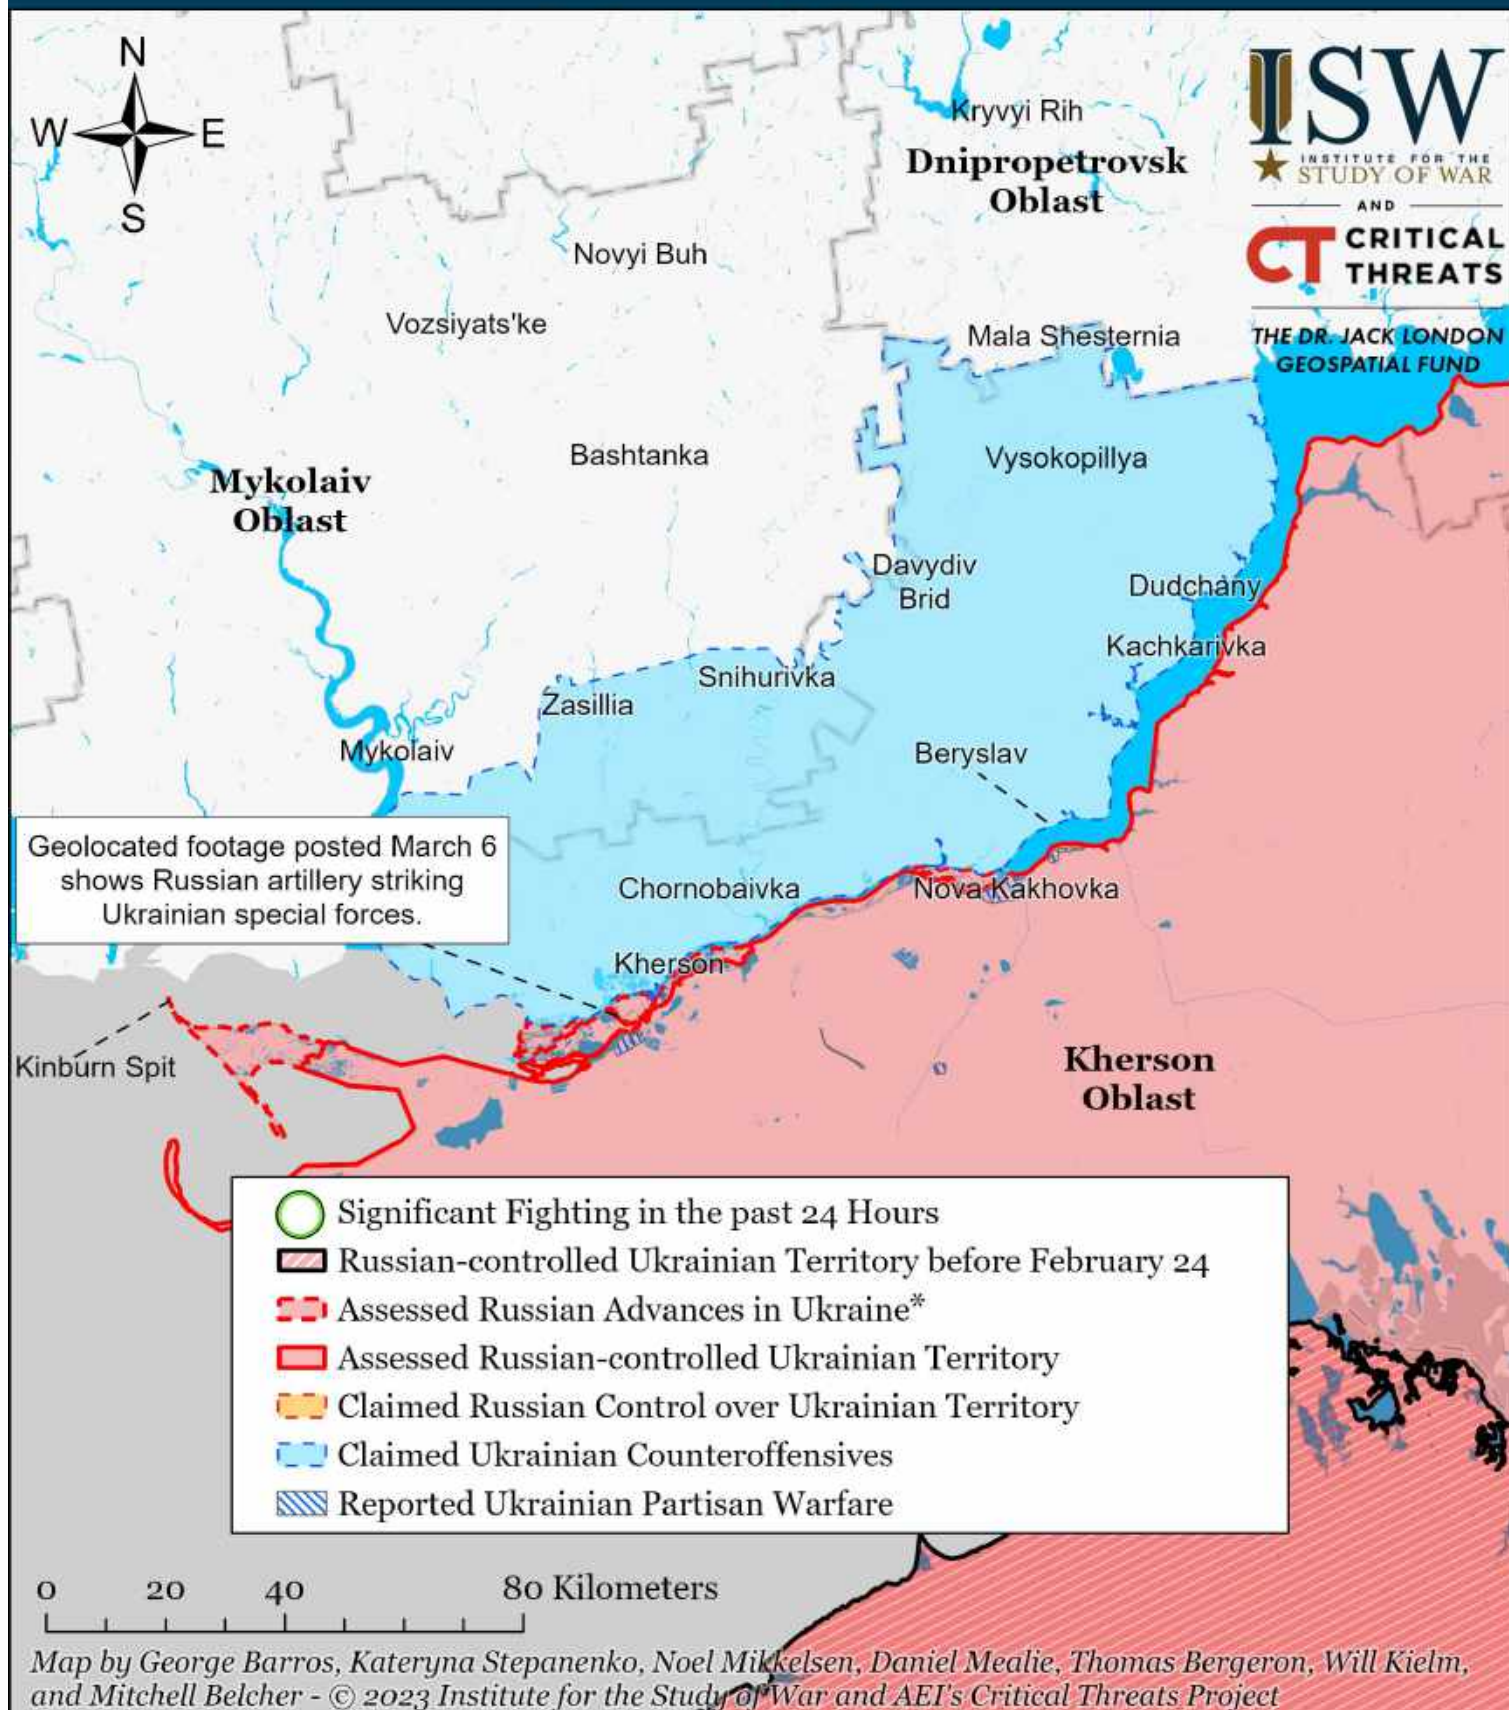 N
W E
S
Kryvyi Rih
Dnipropetrovsk
Oblast
ISW
INSTITUTE FOR THE
STUDY OF WAR
AND
CT CRITICAL
THREATS
THE DR. JACK LONDON
GEOSPATIAL FUND
Novyi Buh
Vozsiyats'ke
Mala Shesternia
Bashtanka
Vysokopillya
Mykolaiv
Oblast
Davydiv
Brid
Dudchany
Kachkarivka
Snihurivka
Zasillia
Mykolaiv
Beryslav
Geolocated footage posted March 6
shows Russian artillery striking
Ukrainian special forces.
Chornobaivka
Nova Kakhovka
Kherson
Kinburn Spit
Kherson
Oblast
Significant Fighting in the past 24 Hours
Russian-controlled Ukrainian Territory before February 24
Assessed Russian Advances in Ukraine*
Assessed Russian-controlled Ukrainian Territory
Claimed Russian Control over Ukrainian Territory
Claimed Ukrainian Counteroffensives
Reported Ukrainian Partisan Warfare
0 20 40 80 Kilometers
Map by George Barros, Kateryna Stepanenko, Noel Mikkelsen, Daniel Mealie, Thomas Bergeron, Will Kielm,
and Mitchell Belcher - © 2023 Institute for the Study of War and AEI's Critical Threats Project